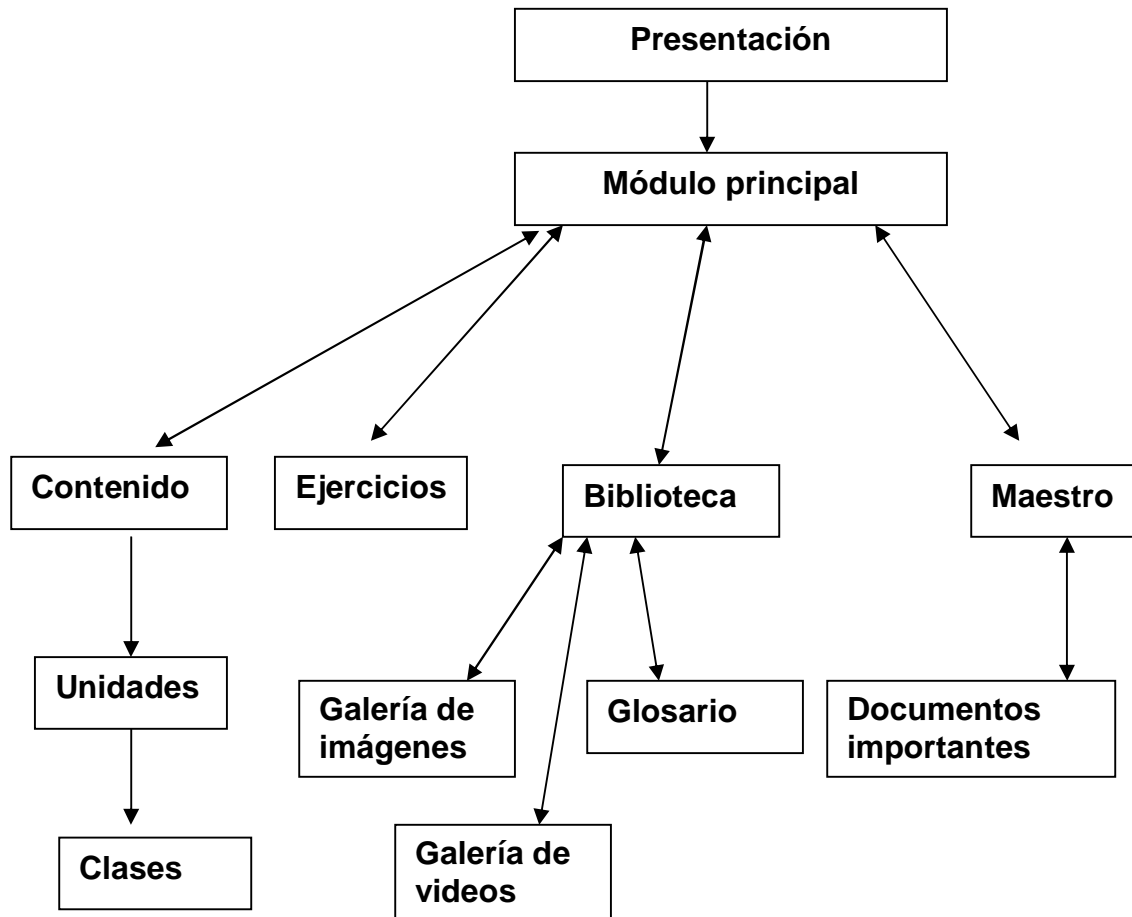 Presentación
Módulo principal
Contenido
Ejercicios
Biblioteca
Maestro
Unidades
Galería de
imágenes
Glosario
Documentos
importantes
Clases
Galería de
videos